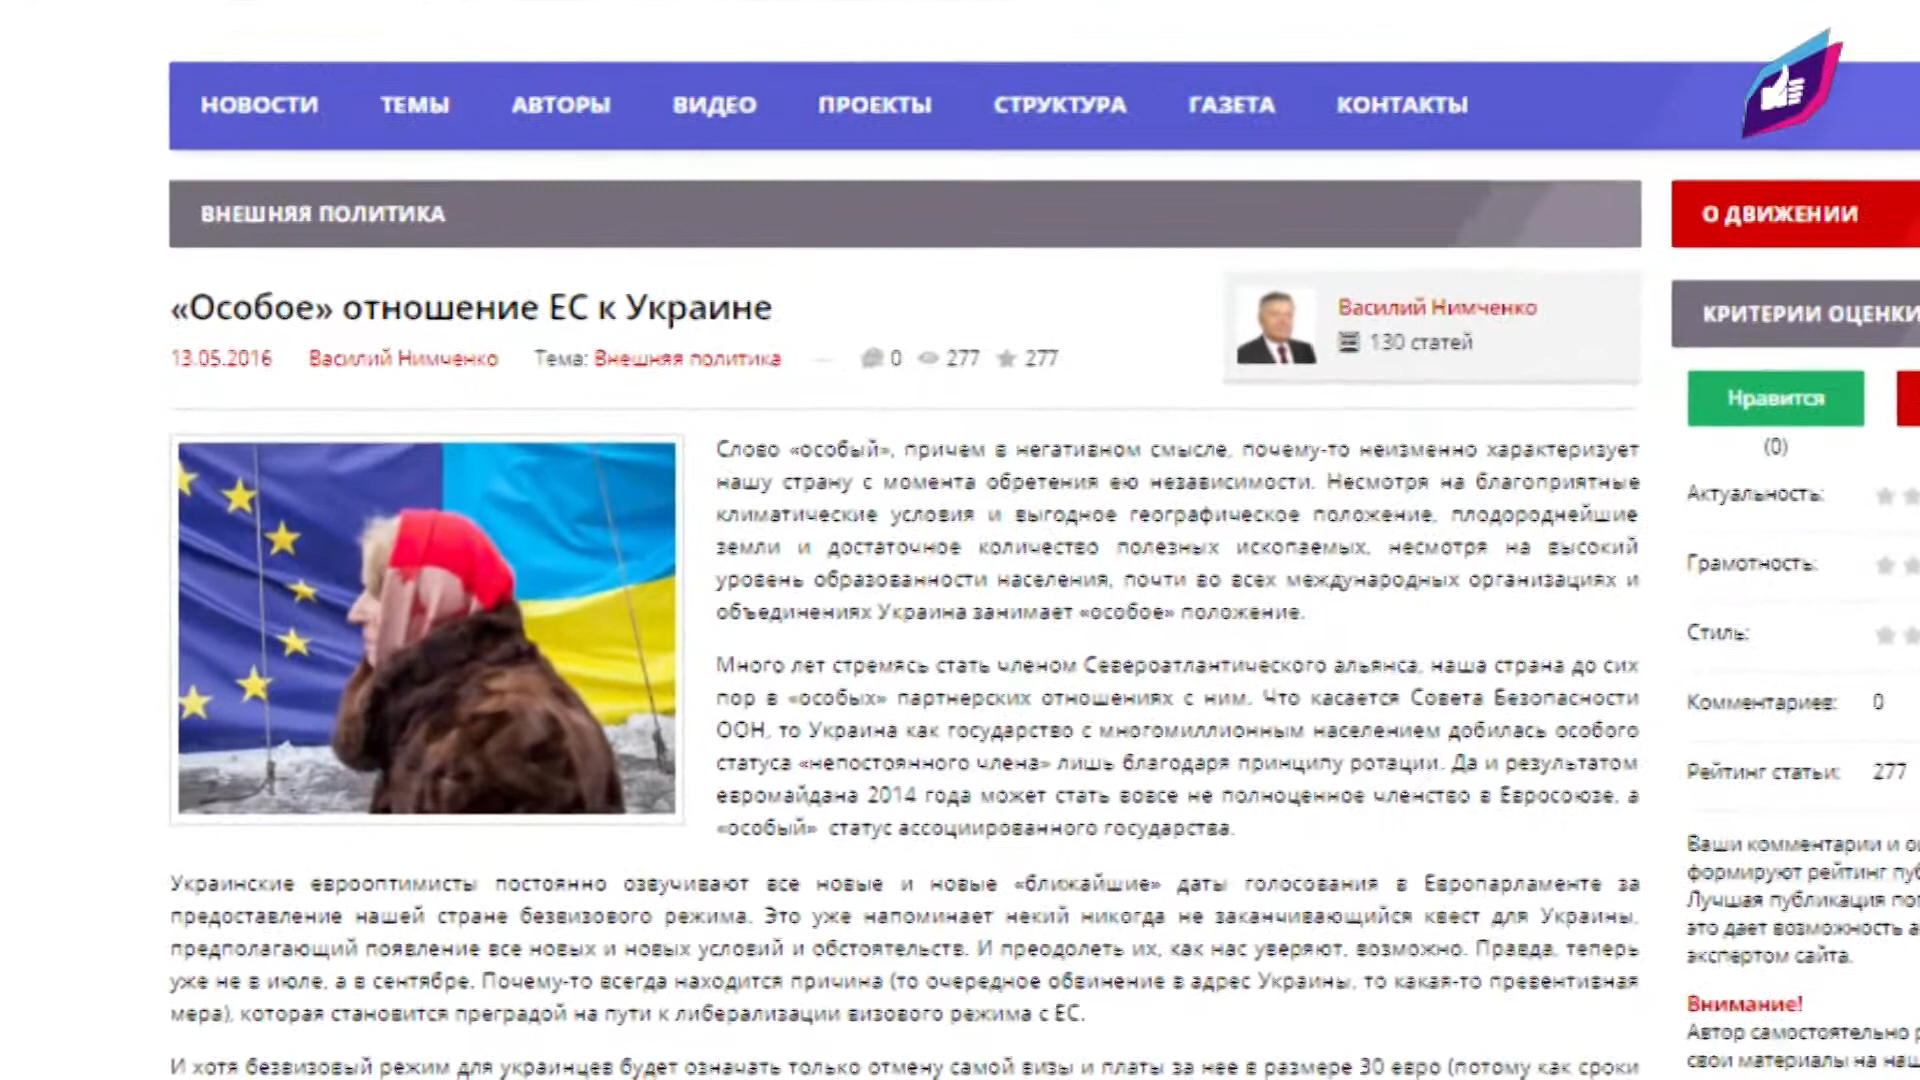 НОВОСТИ ТЕМЫ АВТОРЫ ВИДЕО ПРОЕКТЫ СТРУКТУРА ГАЗЕТА КОНТАКТЫ
ВНЕШНЯЯ ПОЛИТИКА
«Особое» отношение ЕС к Украине
13.05.2016 Василий Нимченко Тема: Внешняя политика 0 277 277
Василий Нимченко
130 статей
Слово «особый», причем в негативном смысле, почему-то неизменно характеризует
нашу страну с момента обретения ею независимости. Несмотря на благоприятные
климатические условия и выгодное географическое положение, плодороднейшие
земли и достаточное количество полезных ископаемых, несмотря на высокий
уровень образованности населения, почти во всех международных организациях и
объединениях Украина занимает «особое» положение.
Много лет стремясь стать членом Североатлантического альянса, наша страна до сих
пор в «особых» партнерских отношениях с ним. Что касается Совета Безопасности
ООН, то Украина как государство с многомиллионным населением добилась особого
статуса «непостоянного члена» лишь благодаря принципу ротации. Да и результатом
евромайдана 2014 года может стать вовсе не полноценное членство в Евросоюзе, а
«особый» статус ассоциированного государства.
Украинские еврооптимисты постоянно озвучивают все новые и новые «ближайшие» даты голосования в Европарламенте за
предоставление нашей стране безвизового режима. Это уже напоминает некий никогда не заканчивающийся квест для Украины,
предполагающий появление все новых и новых условий и обстоятельств. И преодолеть их, как нас уверяют, возможно. Правда, теперь
уже не в июле, а в сентябре. Почему-то всегда находится причина (то очередное обвинение в адрес Украины, то какая-то превентивная
мера), которая становится преградой на пути к либерализации визового режима с ЕС.
И хотя безвизовый режим для украинцев будет означать только отмену самой визы и платы за нее в размере 30 евро (потому как сроки
О ДВИЖЕНИИ
КРИТЕРИИ ОЦЕНКИ
Нравится
(0)
Актуальность:
Грамотность:
Стиль:
Комментариев: 0
Рейтинг статьи: 277
Ваши комментарии и
формируют рейтинг
Лучшая публикация
это дает возможность
экспертом сайта.
Внимание!
Автор самостоятельно
свои материалы на